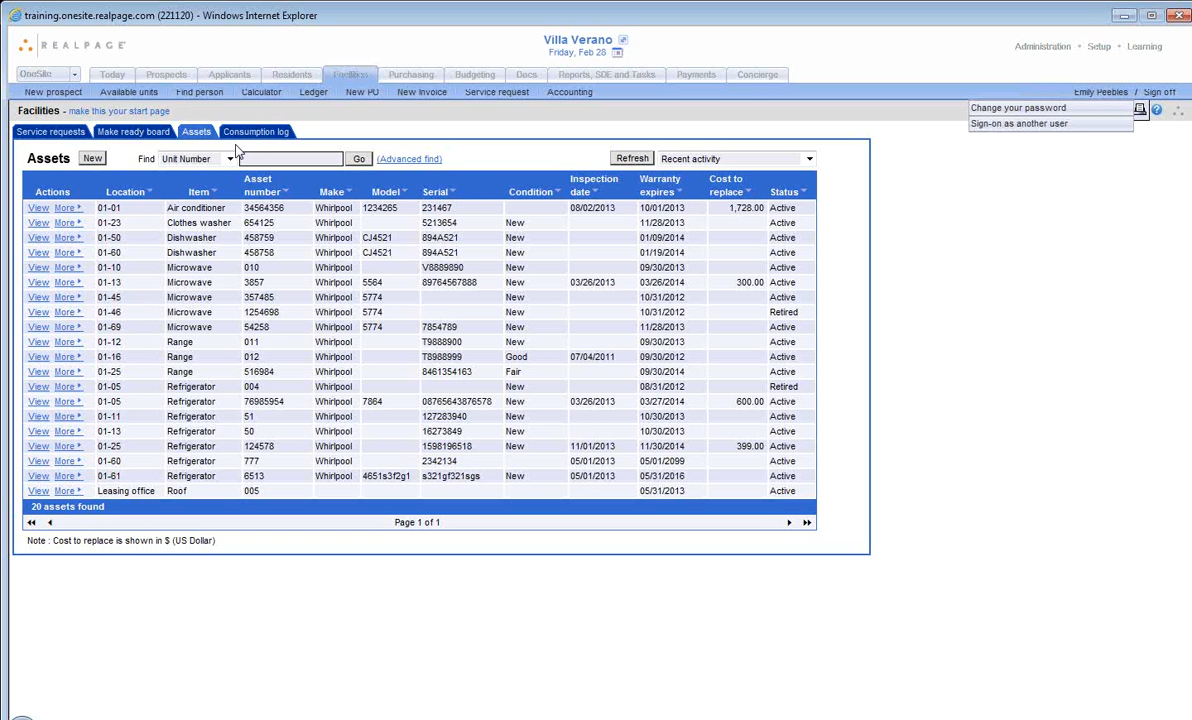 training.onesite.realpage.com (221120) - Windows Internet Explorer
REALPAGE
Villa Verano
Friday, Feb 28
Administration • Setup • Learning
OneSite Today Prospects Applicants Residents Facilities Purchasing Budgeting Docs Reports, SDE and Tasks Payments Concierge
New prospect Available units Find person Calculator Ledger New PO New Invoice Service request Accounting Emily Peebles / Sign off
Facilities - make this your start page
Change your password
Sign-on as another user
Service requests Make ready board Assets Consumption log
Assets New Find Unit Number Go (Advanced find) Refresh Recent activity
Actions Location Item Asset number Make Model Serial Condition Inspection date Warranty expires Cost to replace Status
View More 01-01 Air conditioner 34564356 Whirlpool 1234265 231467 08/02/2013 10/01/2013 1,728.00 Active
View More 01-23 Clothes washer 654125 Whirlpool 5213654 New 11/28/2013 Active
View More 01-50 Dishwasher 458759 Whirlpool CJ4521 894A521 New 01/09/2014 Active
View More 01-60 Dishwasher 458758 Whirlpool CJ4521 894A521 New 01/19/2014 Active
View More 01-10 Microwave 010 Whirlpool V8889890 New 09/30/2013 Active
View More 01-13 Microwave 3857 Whirlpool 5564 89764567888 New 03/26/2013 03/26/2014 300.00 Active
View More 01-45 Microwave 357485 Whirlpool 5774 New 10/31/2012 Active
View More 01-46 Microwave 1254698 Whirlpool 5774 New 10/31/2012 Retired
View More 01-69 Microwave 54258 Whirlpool 5774 7854789 New 11/28/2013 Active
View More 01-12 Range 011 Whirlpool T9888900 New 09/30/2013 Active
View More 01-16 Range 012 Whirlpool T8988999 Good 07/04/2011 09/30/2012 Active
View More 01-25 Range 516984 Whirlpool 8461354163 Fair 09/30/2014 Active
View More 01-05 Refrigerator 004 Whirlpool New 08/31/2012 Retired
View More 01-05 Refrigerator 76985954 Whirlpool 7864 08765643876578 New 03/26/2013 03/27/2014 600.00 Active
View More 01-11 Refrigerator 51 Whirlpool 127283940 New 10/30/2013 Active
View More 01-13 Refrigerator 50 Whirlpool 16273849 New 10/30/2013 Active
View More 01-25 Refrigerator 124578 Whirlpool 1598196518 New 11/01/2013 11/30/2014 399.00 Active
View More 01-60 Refrigerator 777 Whirlpool 2342134 05/01/2013 05/01/2099 Active
View More 01-61 Refrigerator 6513 Whirlpool 4651s3f2g1 s321gf321sgs New 05/01/2013 05/31/2016 Active
View More Leasing office Roof 005 05/31/2013 Active
20 assets found
Page 1 of 1
Note : Cost to replace is shown in $ (US Dollar)